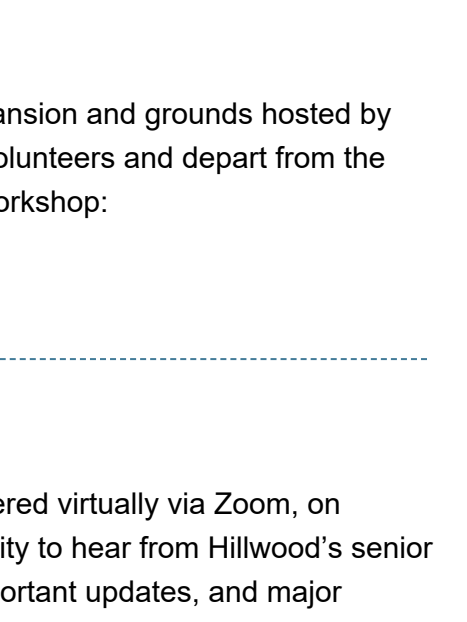 ansion and grounds hosted by
olunteers and depart from the
orkshop:
ered virtually via Zoom, on
ity to hear from Hillwood’s senior
ortant updates, and major